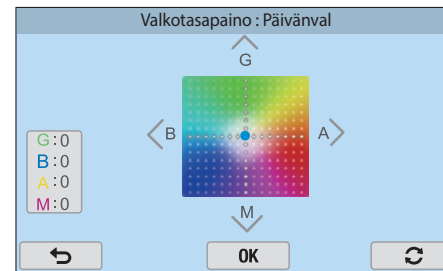 Valkotasapaino : Päivänval
G
B
A
G:0
B:0
A:0
M:0
M
OK